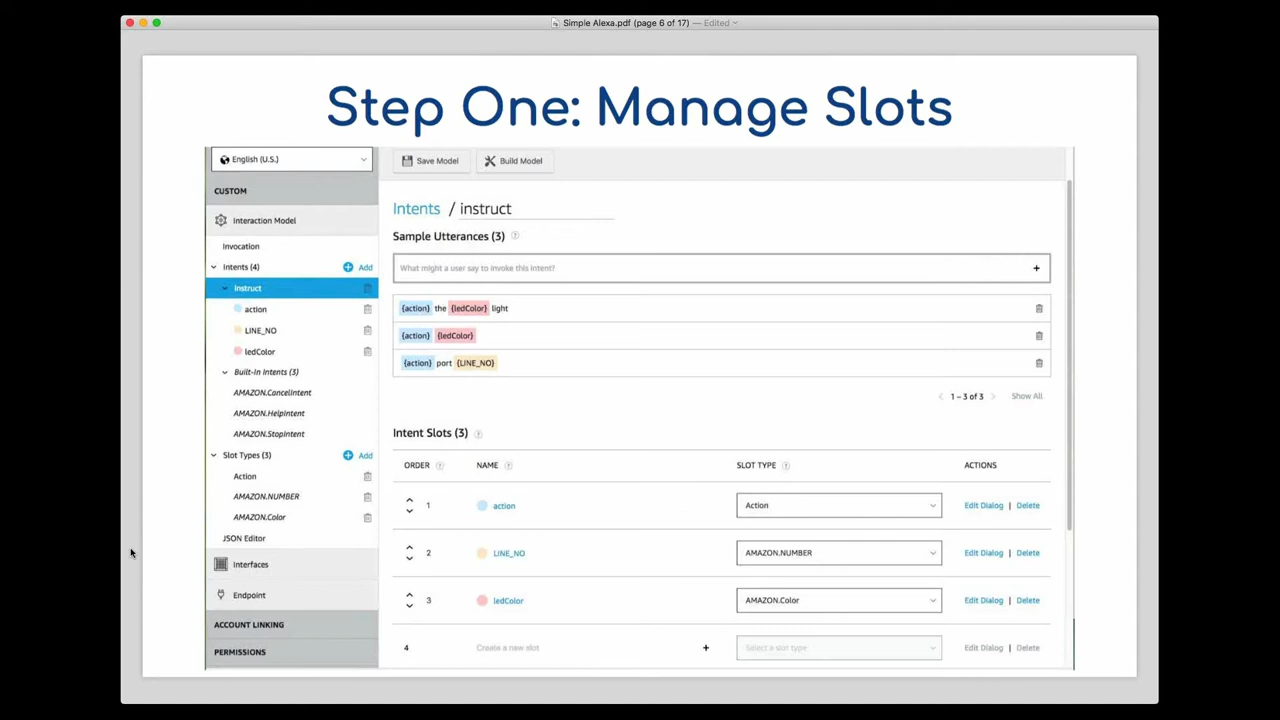 Simple Alexa.pdf (page 6 of 17) — Edited
Step One: Manage Slots
English (U.S.)
Save Model
Build Model
CUSTOM
Interaction Model
Invocation
Intents (4)
Add
Instruct
action
LINE_NO
ledColor
Built-In Intents (3)
AMAZON.CancelIntent
AMAZON.HelpIntent
AMAZON.StopIntent
Slot Types (3)
Add
Action
AMAZON.NUMBER
AMAZON.Color
JSON Editor
Interfaces
Endpoint
ACCOUNT LINKING
PERMISSIONS
Intents / instruct
Sample Utterances (3) ?
What might a user say to invoke this intent? +
{action} the {ledColor} light
{action} {ledColor}
{action} port {LINE_NO}
< 1 – 3 of 3 > Show All
Intent Slots (3) ?
ORDER ? NAME ? SLOT TYPE ? ACTIONS
1 action Action Edit Dialog | Delete
2 LINE_NO AMAZON.NUMBER Edit Dialog | Delete
3 ledColor AMAZON.Color Edit Dialog | Delete
4 Create a new slot + Select a slot type Edit Dialog | Delete